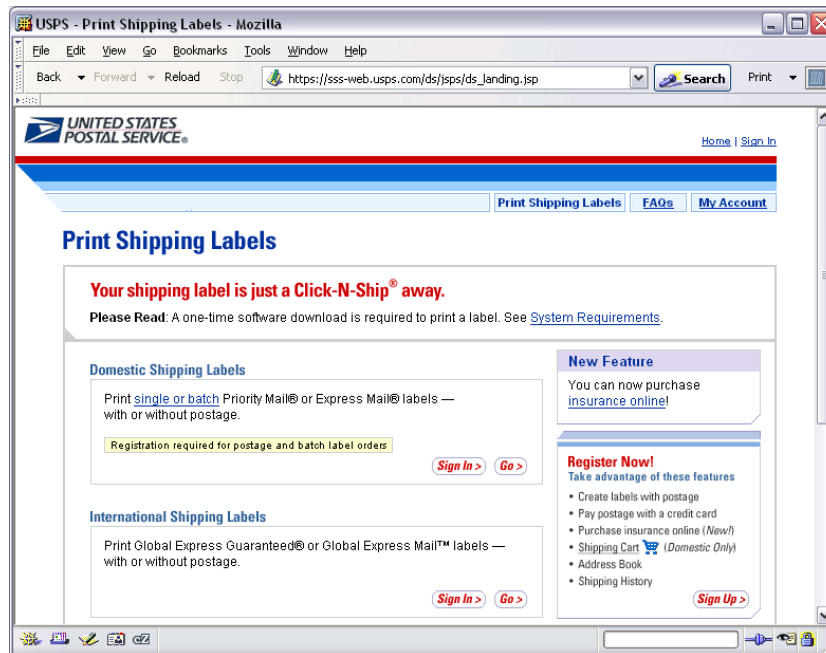 USPS - Print Shipping Labels - Mozilla
File Edit View Go Bookmarks Tools Window Help
Back Forward Reload Stop https://sss-web.usps.com/ds/jsps/ds_landing.jsp Search Print
UNITED STATES
POSTAL SERVICE®
Home | Sign In
Print Shipping Labels FAQs My Account
Print Shipping Labels
Your shipping label is just a Click-N-Ship® away.
Please Read: A one-time software download is required to print a label. See System Requirements.
Domestic Shipping Labels
Print single or batch Priority Mail® or Express Mail® labels —
with or without postage.
Registration required for postage and batch label orders
Sign In > Go >
International Shipping Labels
Print Global Express Guaranteed® or Global Express Mail™ labels —
with or without postage.
Sign In > Go >
New Feature
You can now purchase
insurance online!
Register Now!
Take advantage of these features
• Create labels with postage
• Pay postage with a credit card
• Purchase insurance online (New!)
• Shipping Cart (Domestic Only)
• Address Book
• Shipping History
Sign Up >